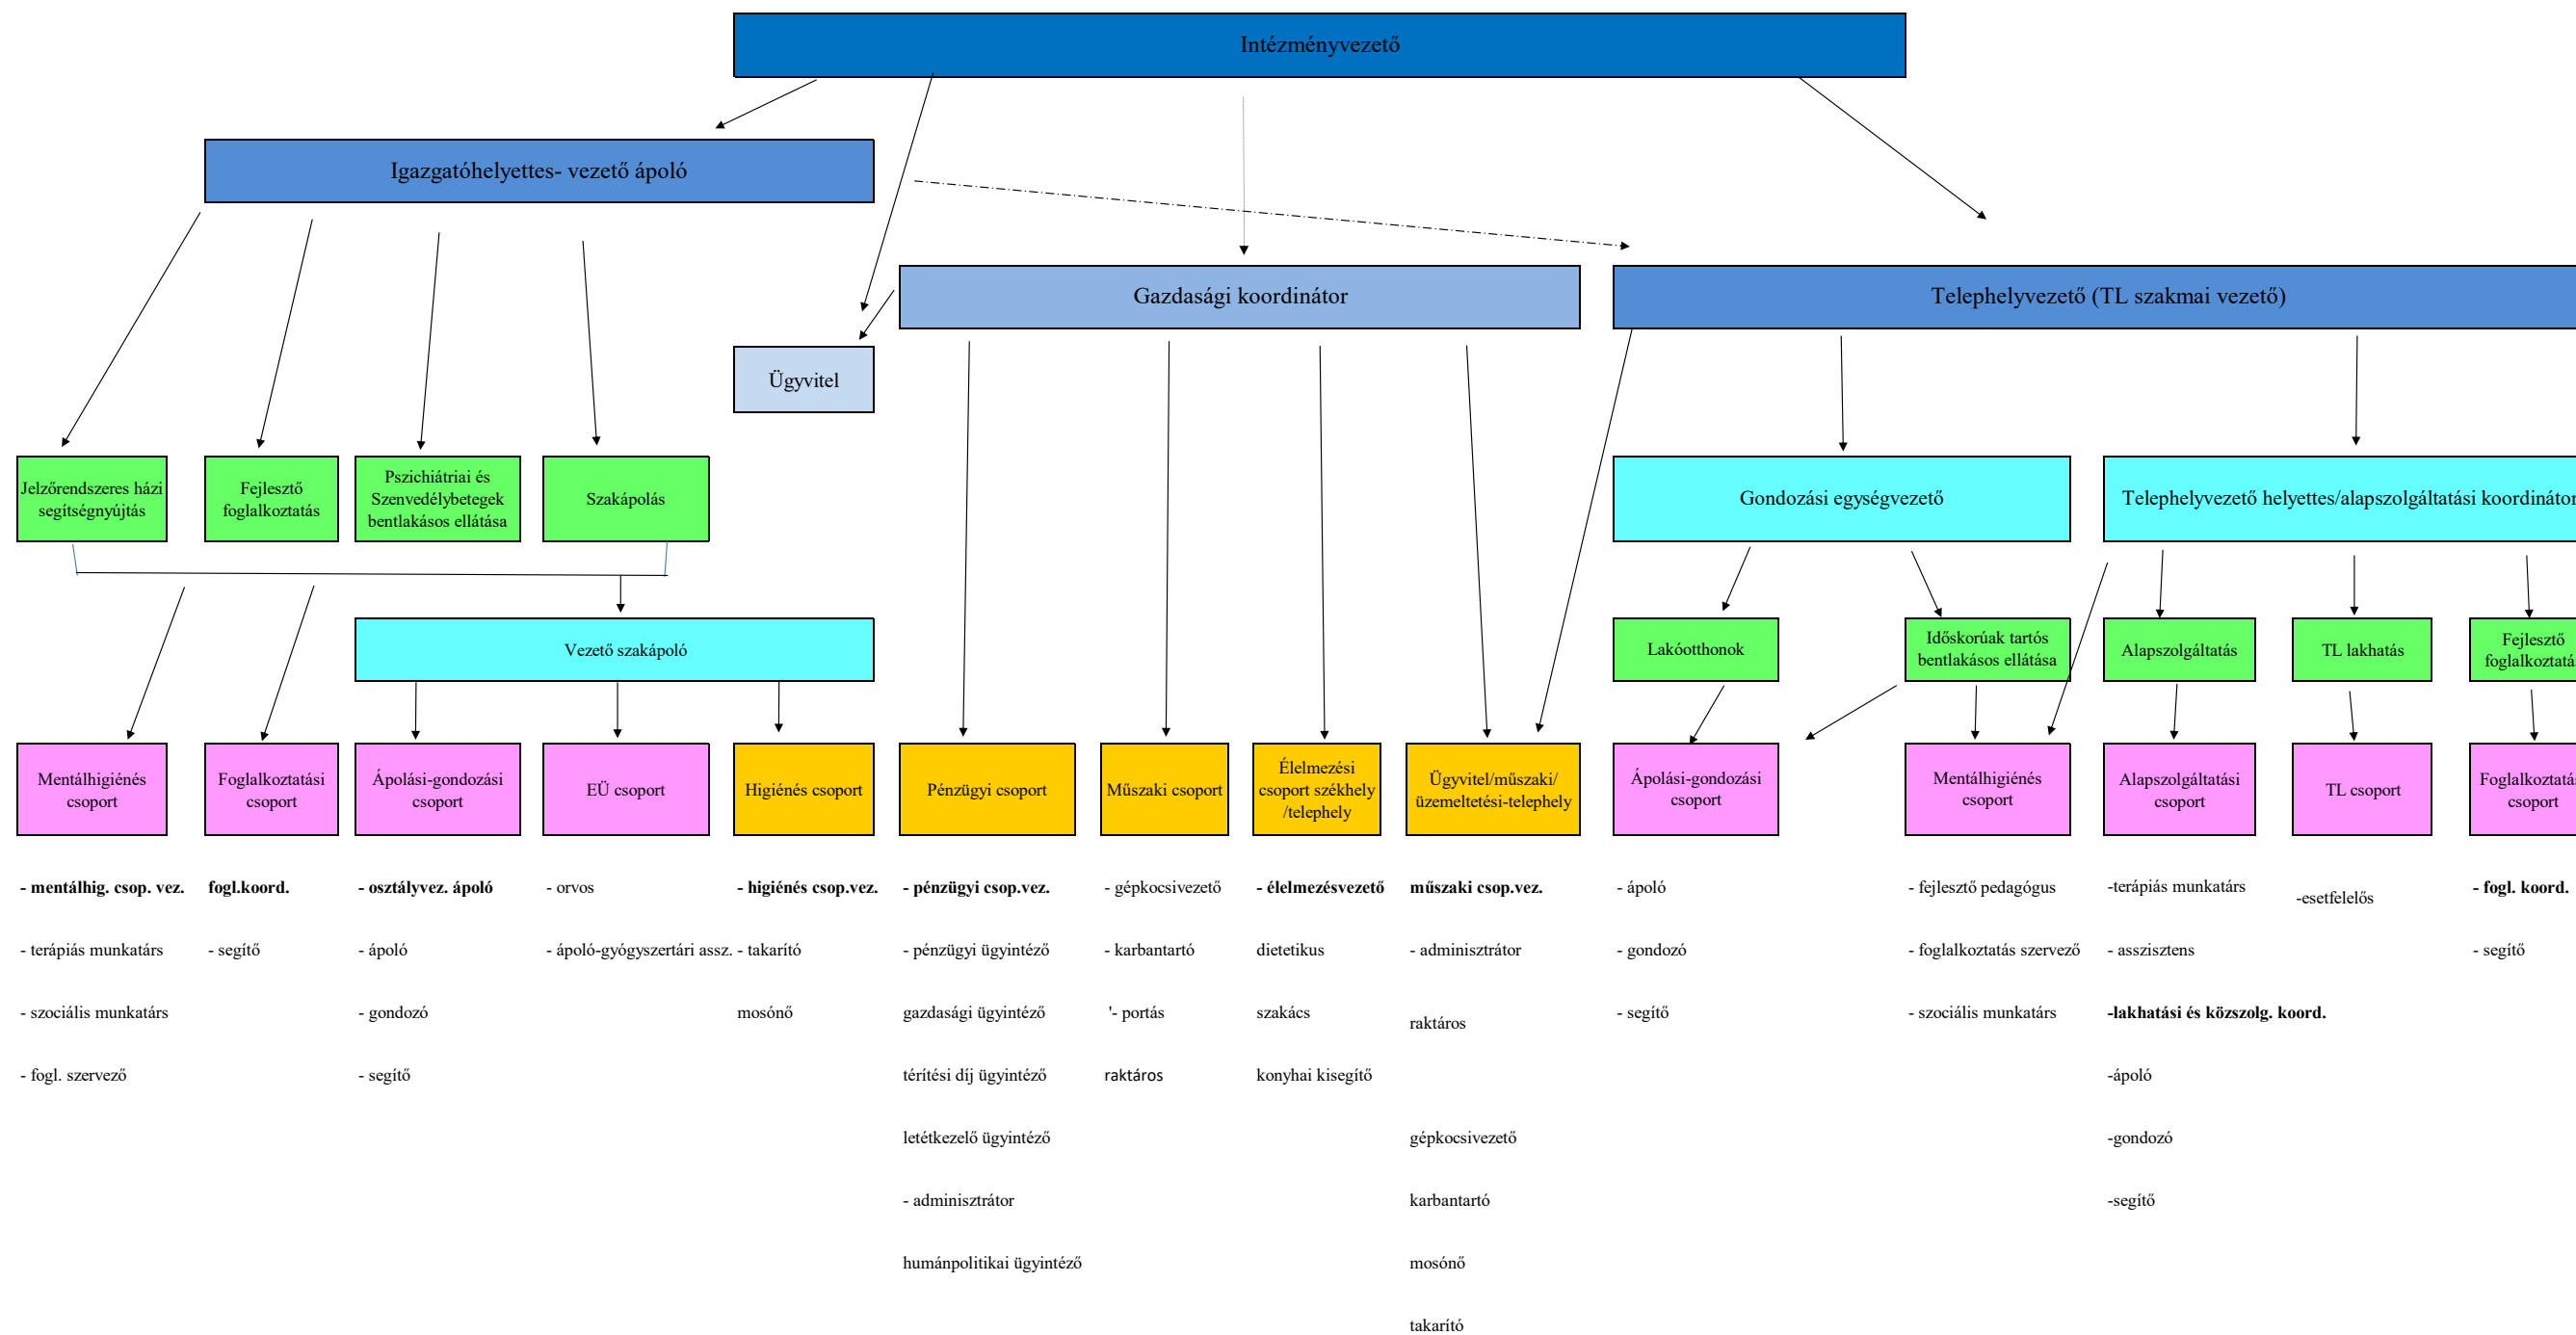 Intézményvezető
Igazgatóhelyettes- vezető ápoló
Gazdasági koordinátor
Telephelyvezető (TL szakmai vezető)
Ügyvitel
Jelzőrendszeres házi
segítségnyújtás
Fejlesztő
foglalkoztatás
Pszichiátriai és
Szenvedélybetegek
bentlakásos ellátása
Szakápolás
Gondozási egységvezető
Telephelyvezető helyettes/alapszolgáltatási koordinátor
Vezető szakápoló
Lakóotthonok
Időskorúak tartós
bentlakásos ellátása
Alapszolgáltatás
TL lakhatás
Fejlesztő
foglalkoztatá
Mentálhigiénés
csoport
Foglalkoztatási
csoport
Ápolási-gondozási
csoport
EÜ csoport
Higiénés csoport
Pénzügyi csoport
Műszaki csoport
Élelmezési
csoport székhely
/telephely
Ügyvitel/műszaki/
üzemeltetési-telephely
Ápolási-gondozási
csoport
Mentálhigiénés
csoport
Alapszolgáltatási
csoport
TL csoport
Foglalkoztatás
csoport
- mentálhig. csop. vez.
- terápiás munkatárs
- szociális munkatárs
- fogl. szervező
fogl.koord.
- segítő
- osztályvez. ápoló
- ápoló
- gondozó
- segítő
- orvos
- ápoló-gyógyszertári assz.
- higiénés csop.vez.
- takarító
mosónő
- pénzügyi csop.vez.
- pénzügyi ügyintéző
gazdasági ügyintéző
térítési díj ügyintéző
letétkezelő ügyintéző
- adminisztrátor
humánpolitikai ügyintéző
- gépkocsivezető
- karbantartó
'- portás
raktáros
- élelmezésvezető
dietetikus
szakács
konyhai kisegítő
műszaki csop.vez.
- adminisztrátor
raktáros
gépkocsivezető
karbantartó
mosónő
takarító
- ápoló
- gondozó
- segítő
- fejlesztő pedagógus
- foglalkoztatás szervező
- szociális munkatárs
-terápiás munkatárs
- asszisztens
-lakhatási és közszolg. koord.
-ápoló
-gondozó
-segítő
-esetfelelős
- fogl. koord.
- segítő